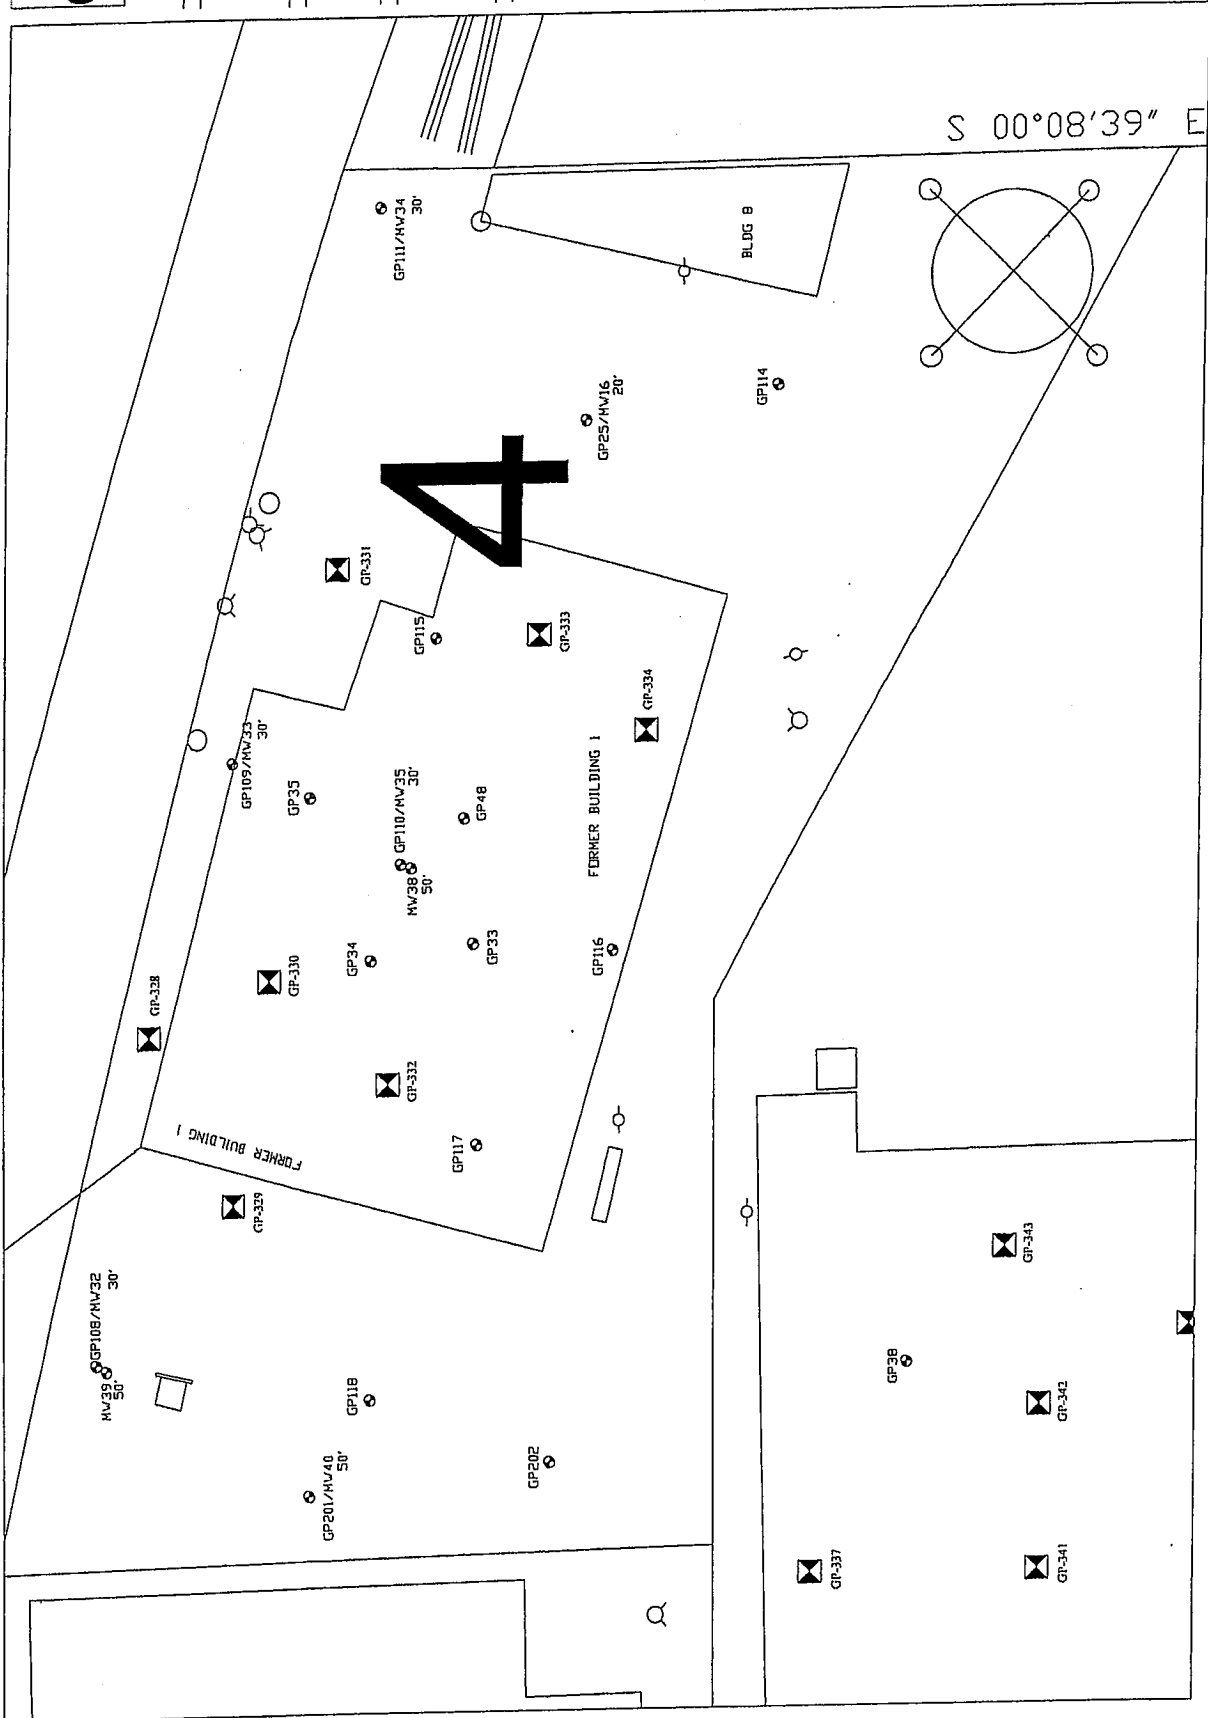 S 00°08'39" E
GP111/MW34
30'
BLDG 8
GP114
GP25/MW16
20'
4
GP-331
GP115
GP-333
GP-334
GP109/MW33
30'
GP35
GP110/MW35
30'
MW38
50'
GP48
FORMER BUILDING 1
GP34
GP33
GP116
GP-330
GP-328
GP-332
FORMER BUILDING 1
GP117
GP-329
GP108/MW32
30'
MW39
50'
GP118
GP201/MW40
50'
GP202
GP-343
GP38
GP-342
GP-337
GP-341